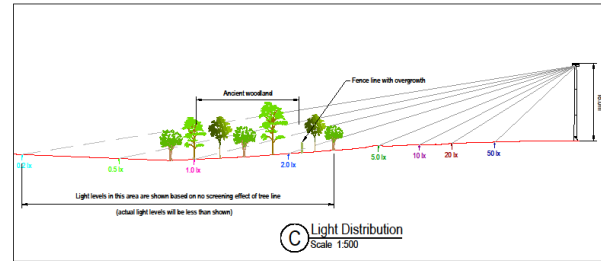 Ancient woodland
Fence line with overgrowth
0.2 lx
0.5 lx
1.0 lx
2.0 lx
5.0 lx
10 lx
20 lx
50 lx
Light levels in this area are shown based on no screening effect of tree line
(actual light levels will be less than shown)
C
Light Distribution
Scale 1:500